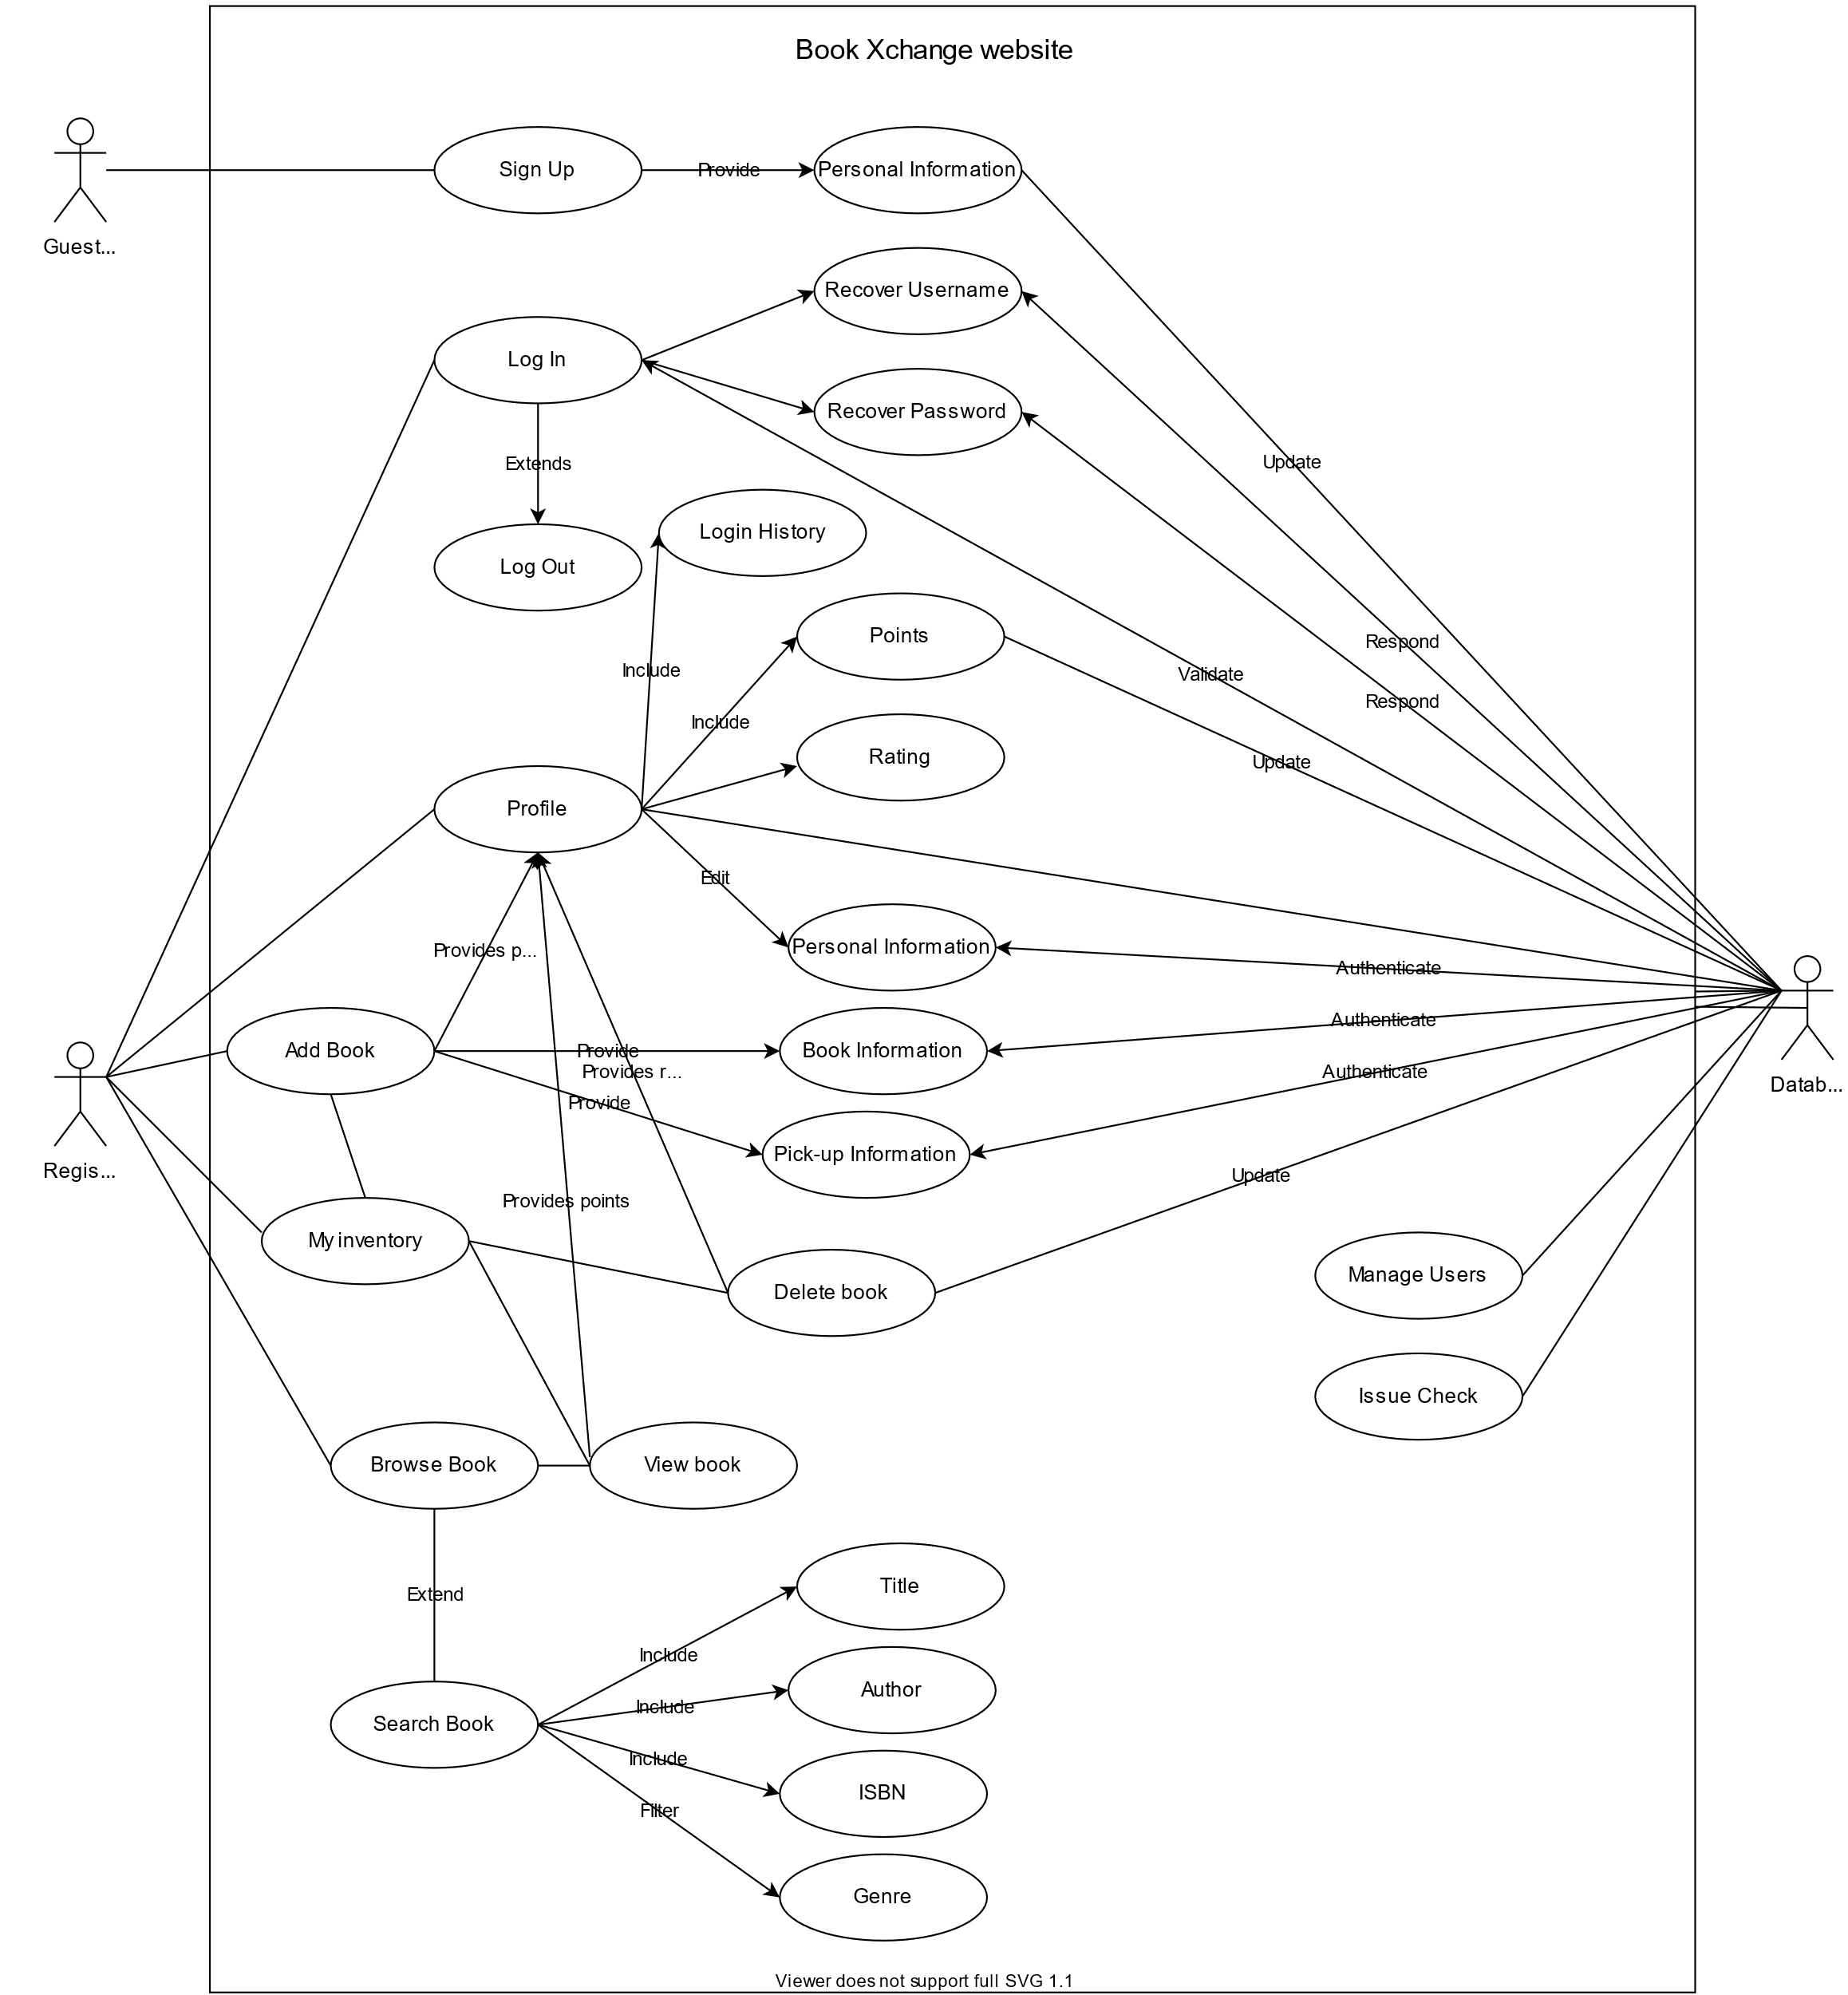 Book Xchange website
Sign Up
Provide
Personal Information
Guest...
Recover Username
Log In
Recover Password
Extends
Update
Login History
Log Out
Points
Respond
Include
Validate
Respond
Include
Rating
Update
Profile
Edit
Personal Information
Provides p...
Authenticate
Authenticate
Add Book
Provide
Book Information
Provides r...
Authenticate
Datab...
Provide
Pick-up Information
Regis...
Update
Provides points
My inventory
Manage Users
Delete book
Issue Check
Browse Book
View book
Title
Extend
Include
Author
Include
Search Book
Include
ISBN
Filter
Genre
Viewer does not support full SVG 1.1